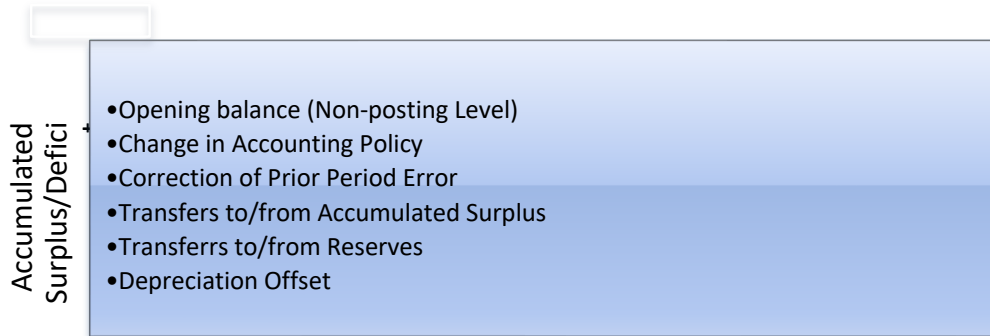 Accumulated
Surplus/Defici
•Opening balance (Non-posting Level)
•Change in Accounting Policy
•Correction of Prior Period Error
•Transfers to/from Accumulated Surplus
•Transferrs to/from Reserves
•Depreciation Offset